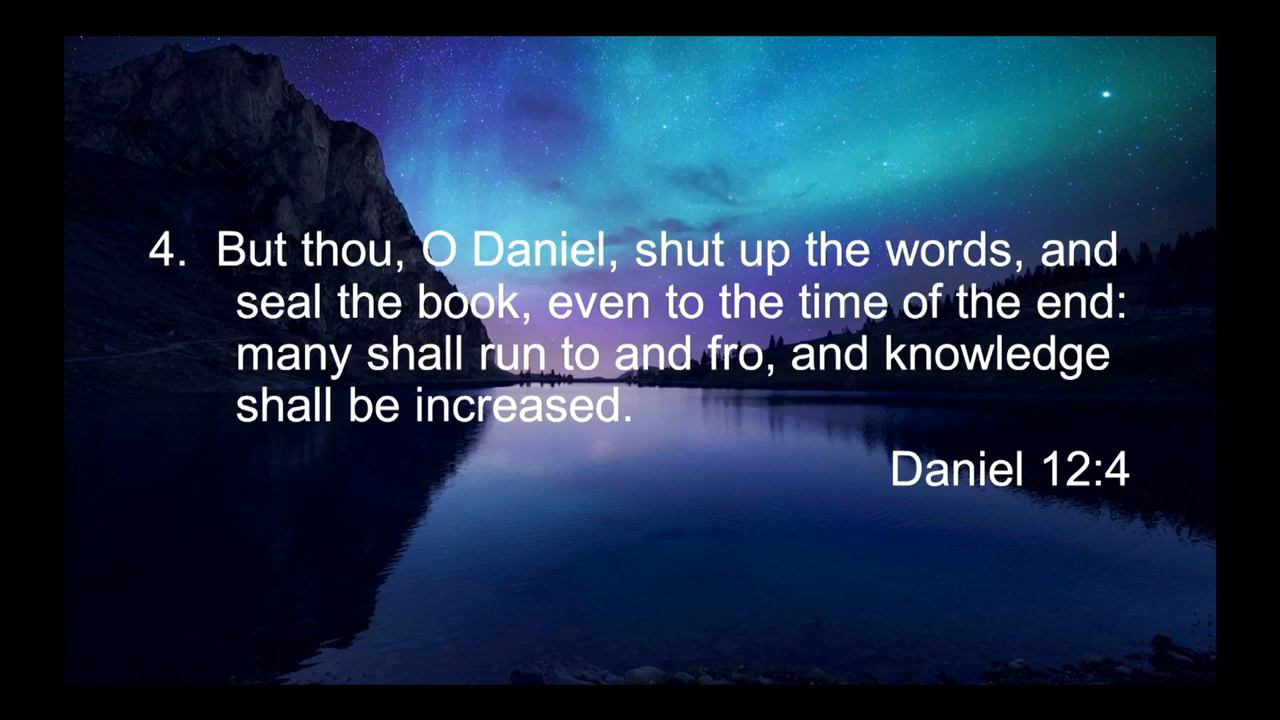 4. But thou, O Daniel, shut up the words, and
seal the book, even to the time of the end:
many shall run to and fro, and knowledge
shall be increased.
Daniel 12:4